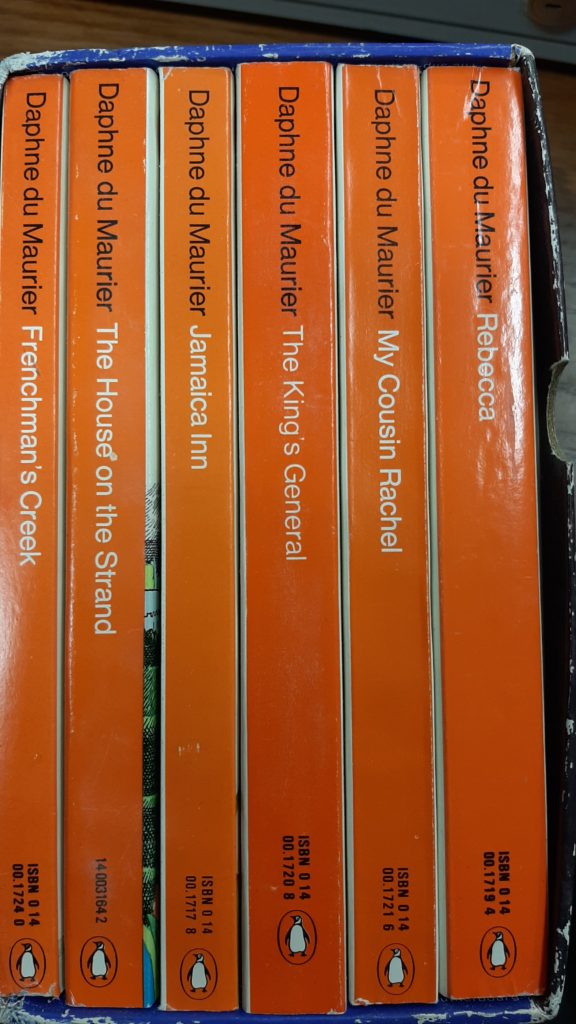 Daphne du Maurier Frenchman's Creek
ISBN 0 14
00.1724 0
Daphne du Maurier The House on the Strand
14 003164 2
Daphne du Maurier Jamaica Inn
ISBN 0 14
00.1717 8
Daphne du Maurier The King's General
ISBN 0 14
00.1720 8
Daphne du Maurier My Cousin Rachel
ISBN 0 14
00.1721 6
Daphne du Maurier Rebecca
ISBN 0 14
00.1719 4